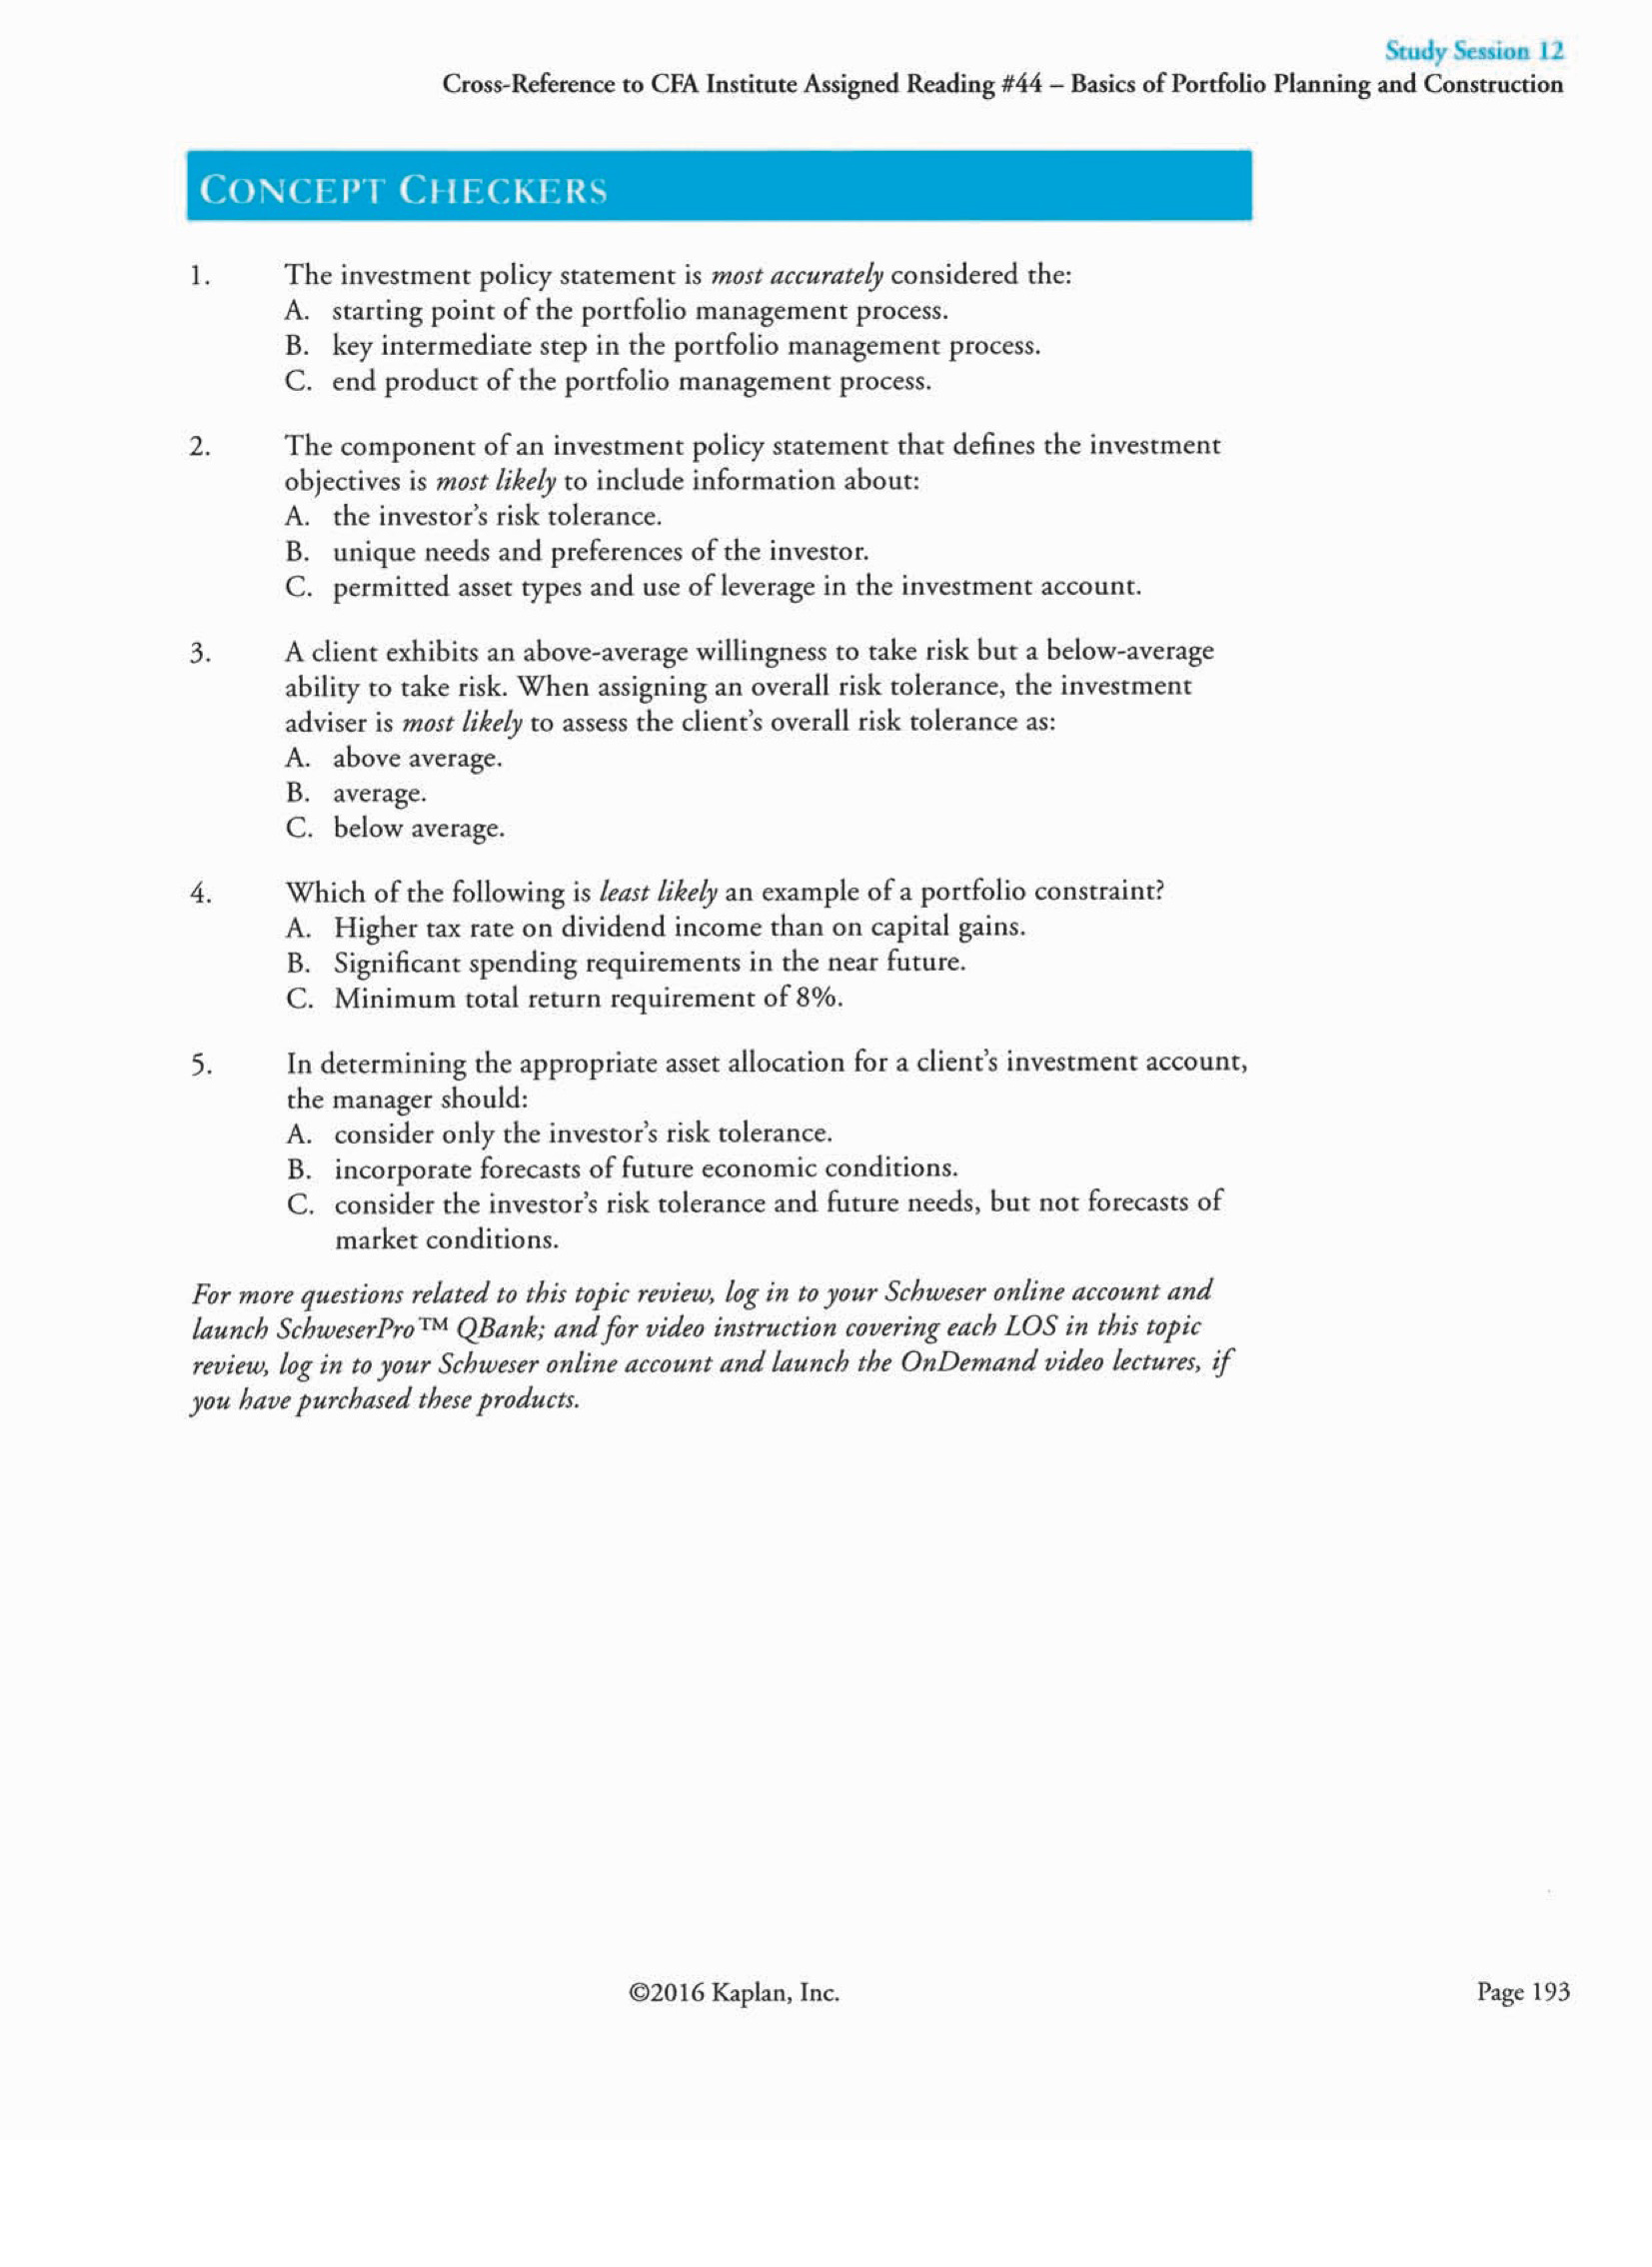 Study Session 12
Cross-Reference to CFA Institute Assigned Reading #44 – Basics of Portfolio Planning and Construction
CONCEPT CHECKERS
1. The investment policy statement is most accurately considered the:
A. starting point of the portfolio management process.
B. key intermediate step in the portfolio management process.
C. end product of the portfolio management process.
2. The component of an investment policy statement that defines the investment
objectives is most likely to include information about:
A. the investor's risk tolerance.
B. unique needs and preferences of the investor.
C. permitted asset types and use of leverage in the investment account.
3. A client exhibits an above-average willingness to take risk but a below-average
ability to take risk. When assigning an overall risk tolerance, the investment
adviser is most likely to assess the client's overall risk tolerance as:
A. above average.
B. average.
C. below average.
4. Which of the following is least likely an example of a portfolio constraint?
A. Higher tax rate on dividend income than on capital gains.
B. Significant spending requirements in the near future.
C. Minimum total return requirement of 8%.
5. In determining the appropriate asset allocation for a client's investment account,
the manager should:
A. consider only the investor's risk tolerance.
B. incorporate forecasts of future economic conditions.
C. consider the investor's risk tolerance and future needs, but not forecasts of
market conditions.
For more questions related to this topic review, log in to your Schweser online account and
launch SchweserPro™ QBank; and for video instruction covering each LOS in this topic
review, log in to your Schweser online account and launch the OnDemand video lectures, if
you have purchased these products.
©2016 Kaplan, Inc.
Page 193